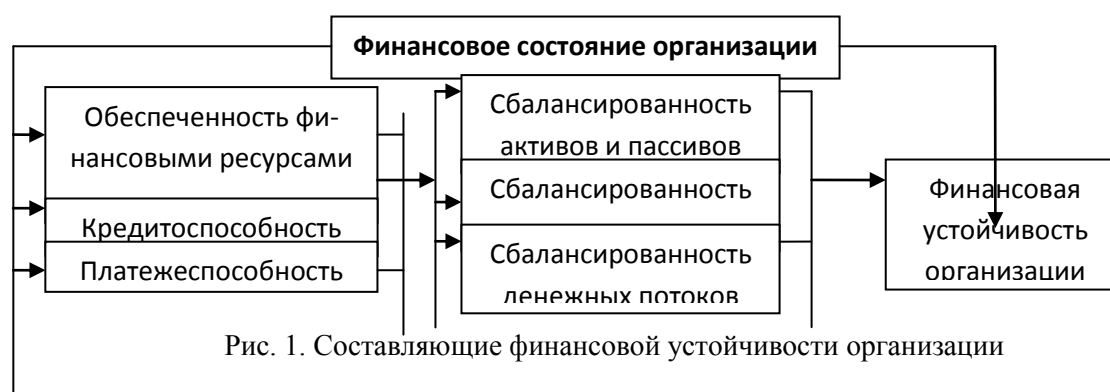 Финансовое состояние организации
Обеспеченность фи-
нансовыми ресурсами
Кредитоспособность
Платежеспособность
Сбалансированность
активов и пассивов
Сбалансированность
Сбалансированность
денежных потоков
Финансовая
устойчивость
организации
Рис. 1. Составляющие финансовой устойчивости организации